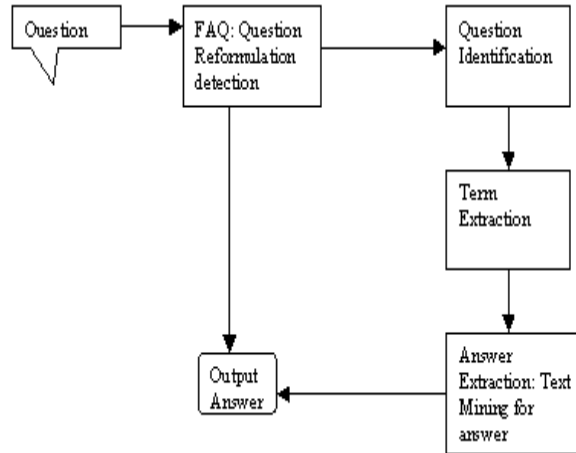 Question
FAQ: Question
Reformulation
detection
Question
Identification
Term
Extraction
Answer
Extraction: Text
Mining for
answer
Output
Answer